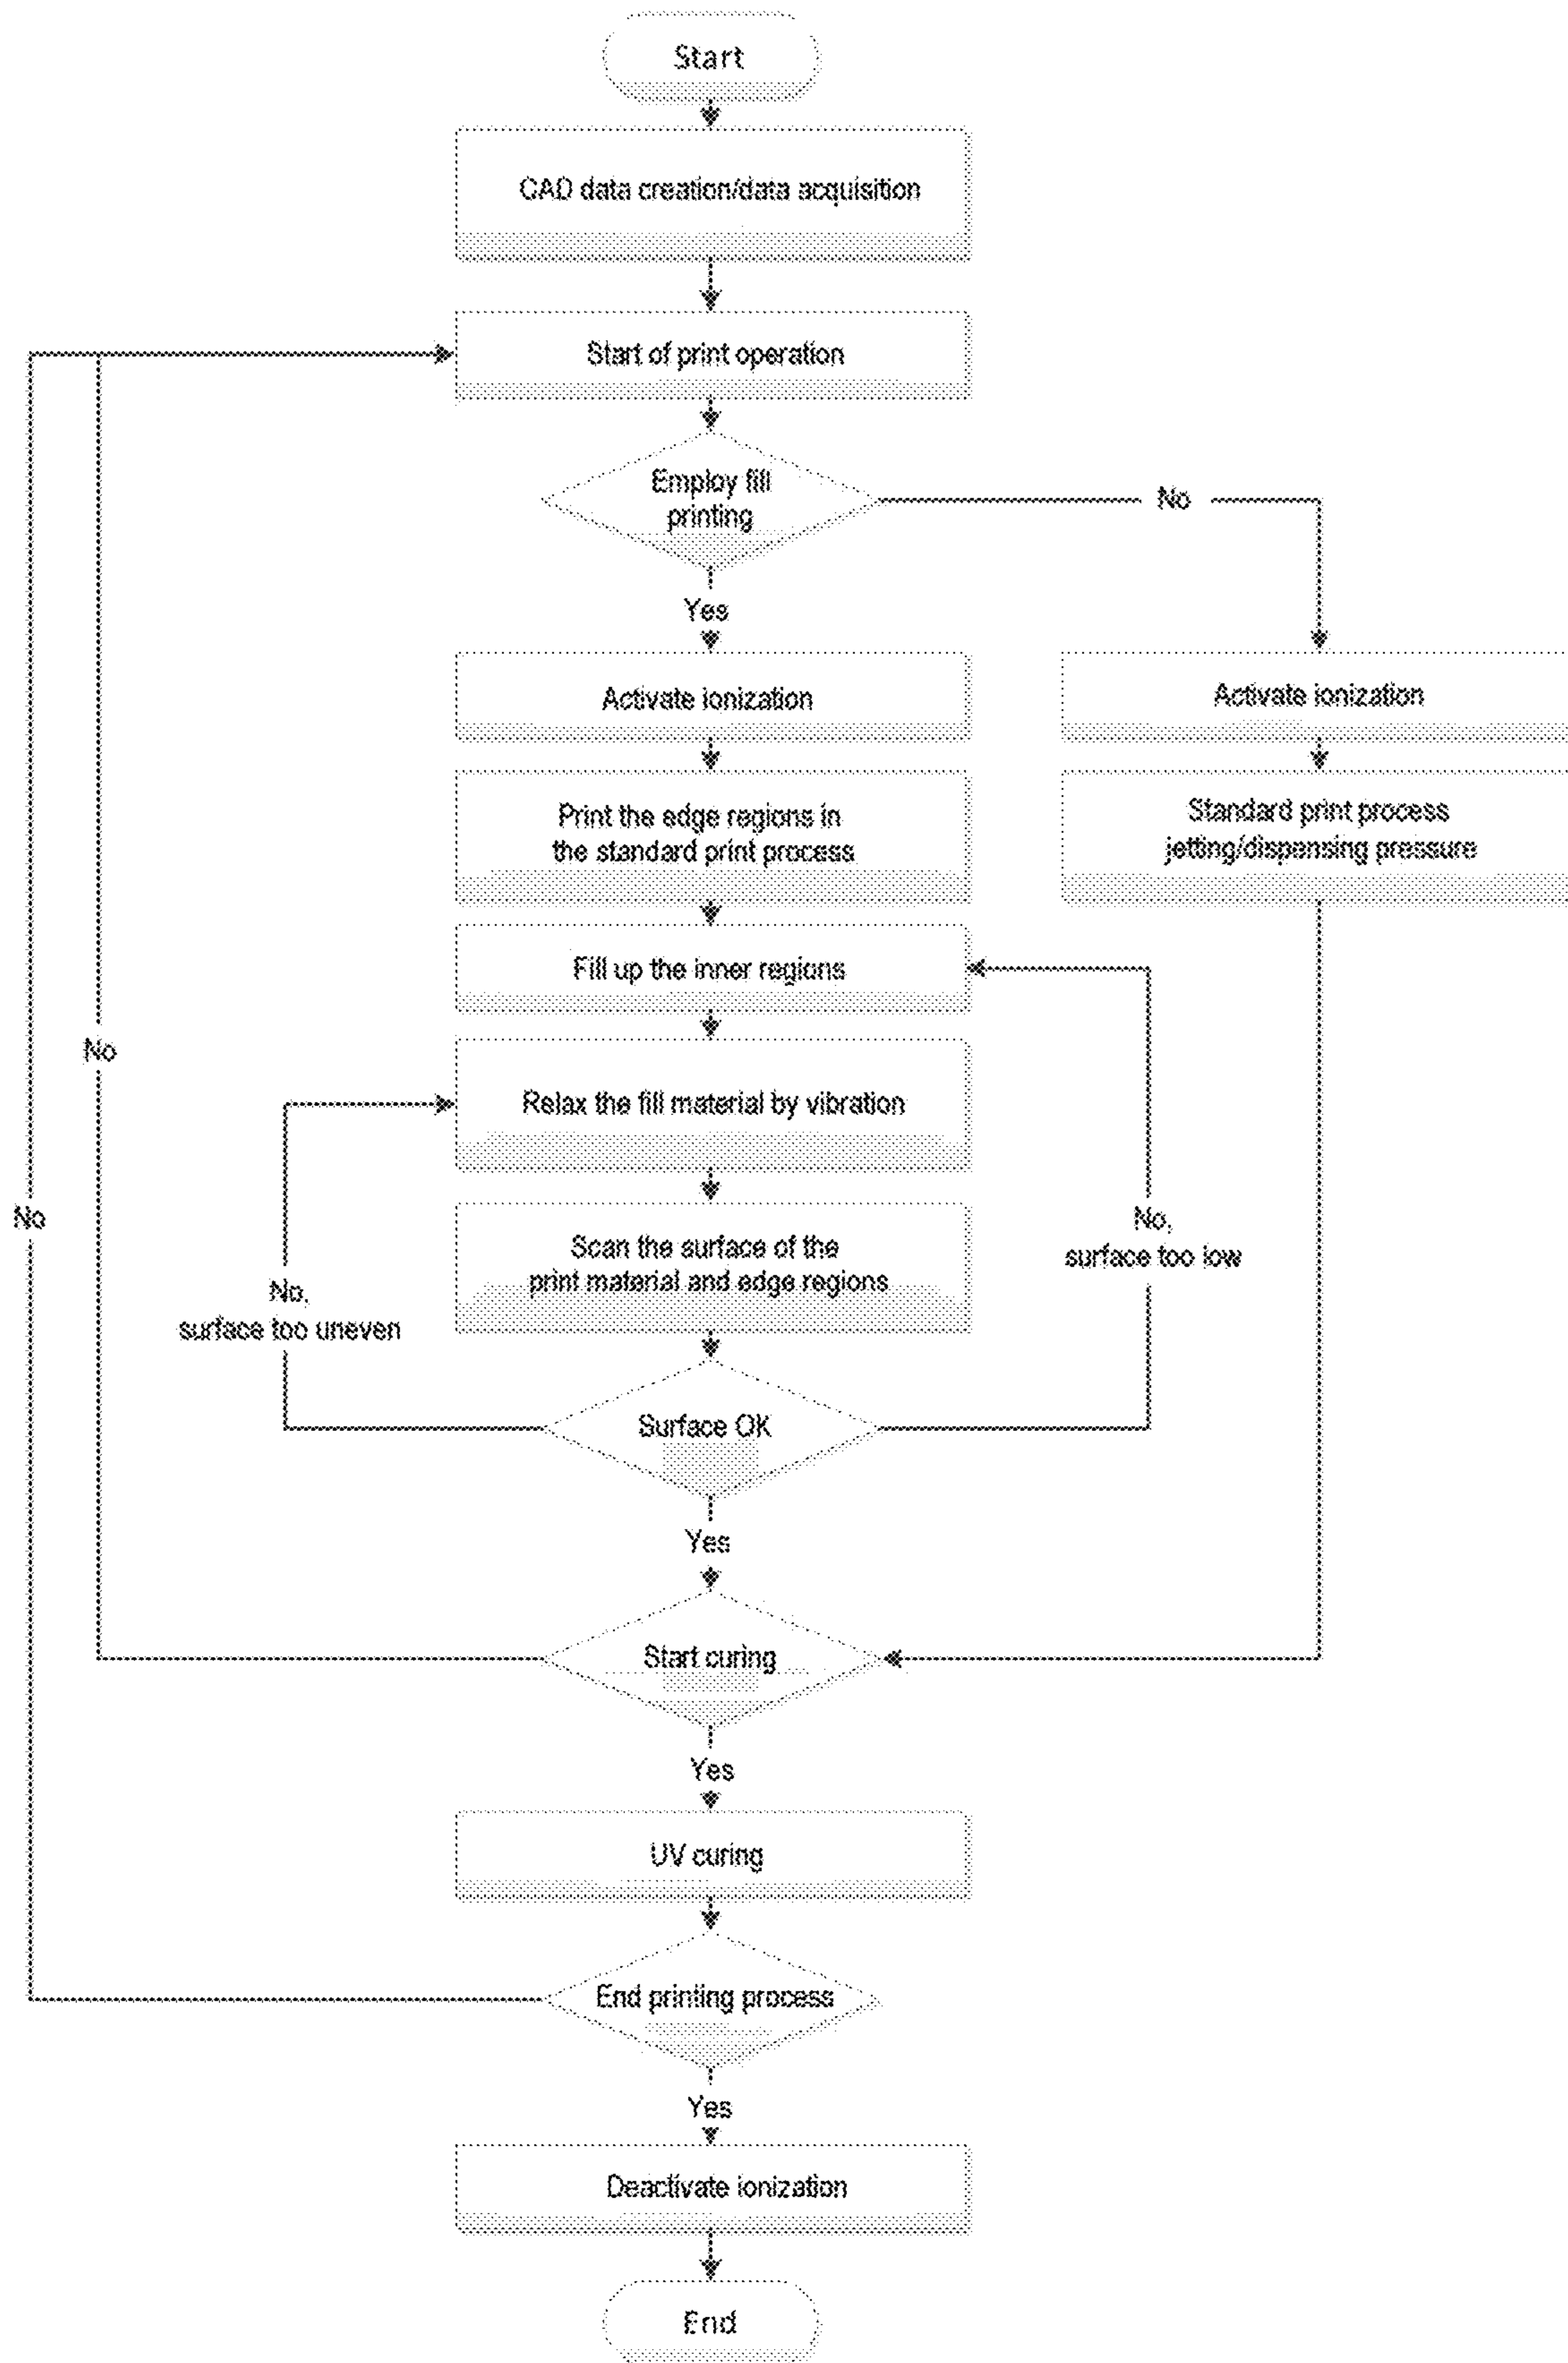 Start
CAD data creation/data acquisition
Start of print operation
Employ fill
printing
No
Yes
Activate ionization
Activate ionization
Print the edge regions in
the standard print process
Standard print process
jetting/dispensing pressure
Fill up the inner regions
No
Relax the fill material by vibration
No
No,
surface too low
Scan the surface of the
print material and edge regions
No,
surface too uneven
Surface OK
Yes
Start curing
Yes
UV curing
End printing process
Yes
Deactivate ionization
End